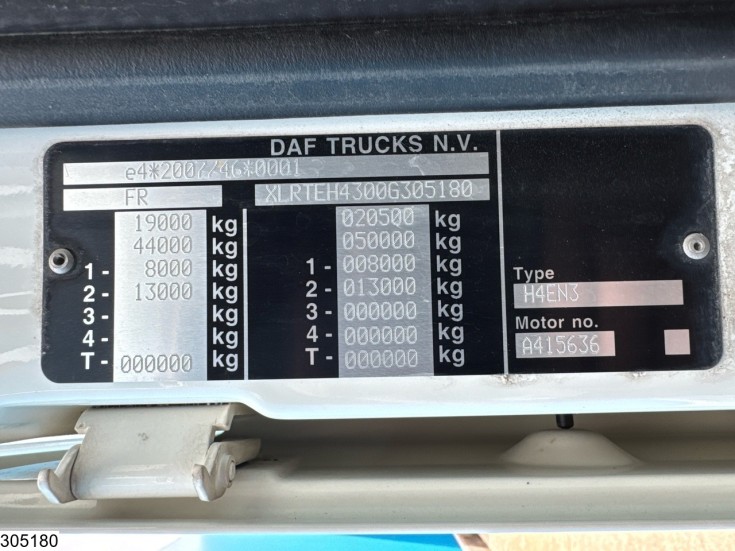 DAF TRUCKS N.V.
e4*2007/46*0001
FR XLRTEH4300G305180
19000 kg 020500 kg
44000 kg 050000 kg
1- 8000 kg 1- 008000 kg
2- 13000 kg 2- 013000 kg
3- kg 3- 000000 kg
4- kg 4- 000000 kg
T- 000000 kg T- 000000 kg
Type
H4EN3
Motor no.
A415636
305180